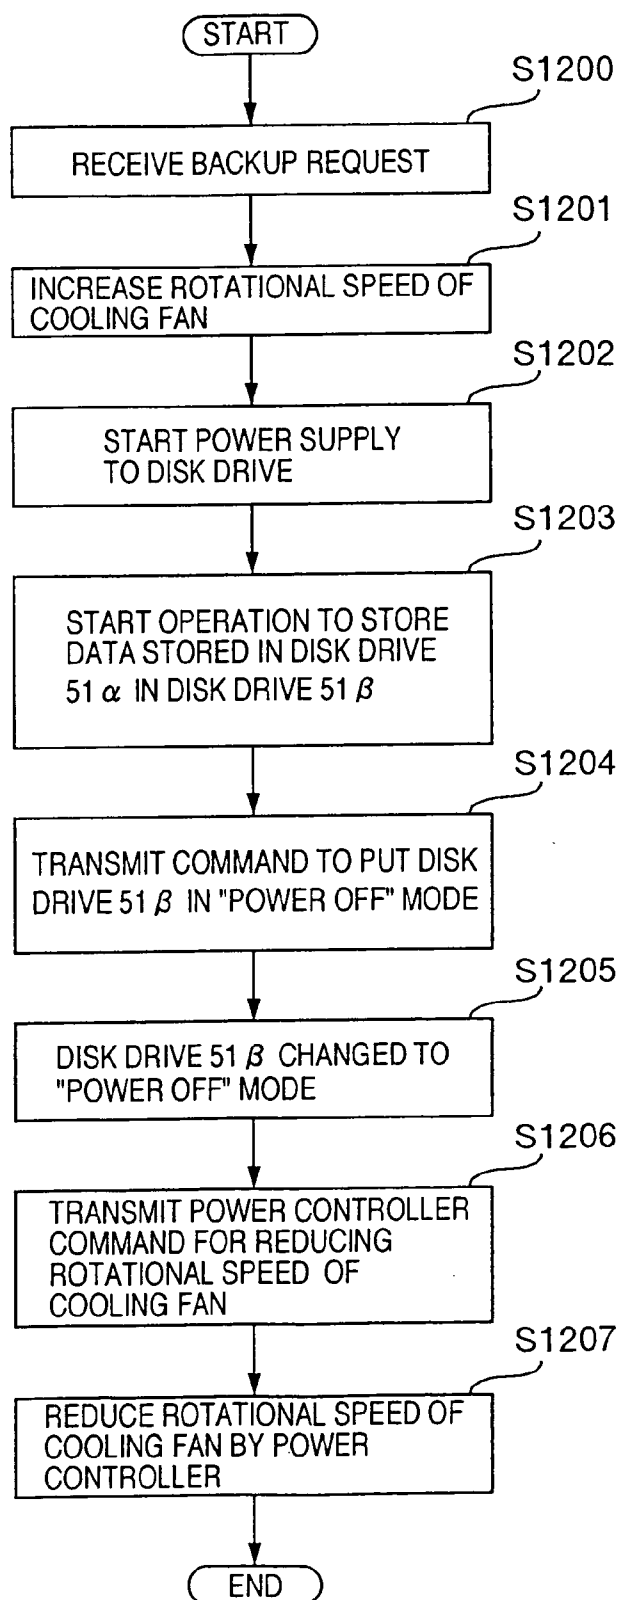 START
S1200
RECEIVE BACKUP REQUEST
S1201
INCREASE ROTATIONAL SPEED OF
COOLING FAN
S1202
START POWER SUPPLY
TO DISK DRIVE
S1203
START OPERATION TO STORE
DATA STORED IN DISK DRIVE
51 α IN DISK DRIVE 51 β
S1204
TRANSMIT COMMAND TO PUT DISK
DRIVE 51 β IN "POWER OFF" MODE
S1205
DISK DRIVE 51 β CHANGED TO
"POWER OFF" MODE
S1206
TRANSMIT POWER CONTROLLER
COMMAND FOR REDUCING
ROTATIONAL SPEED OF
COOLING FAN
S1207
REDUCE ROTATIONAL SPEED OF
COOLING FAN BY POWER
CONTROLLER
END